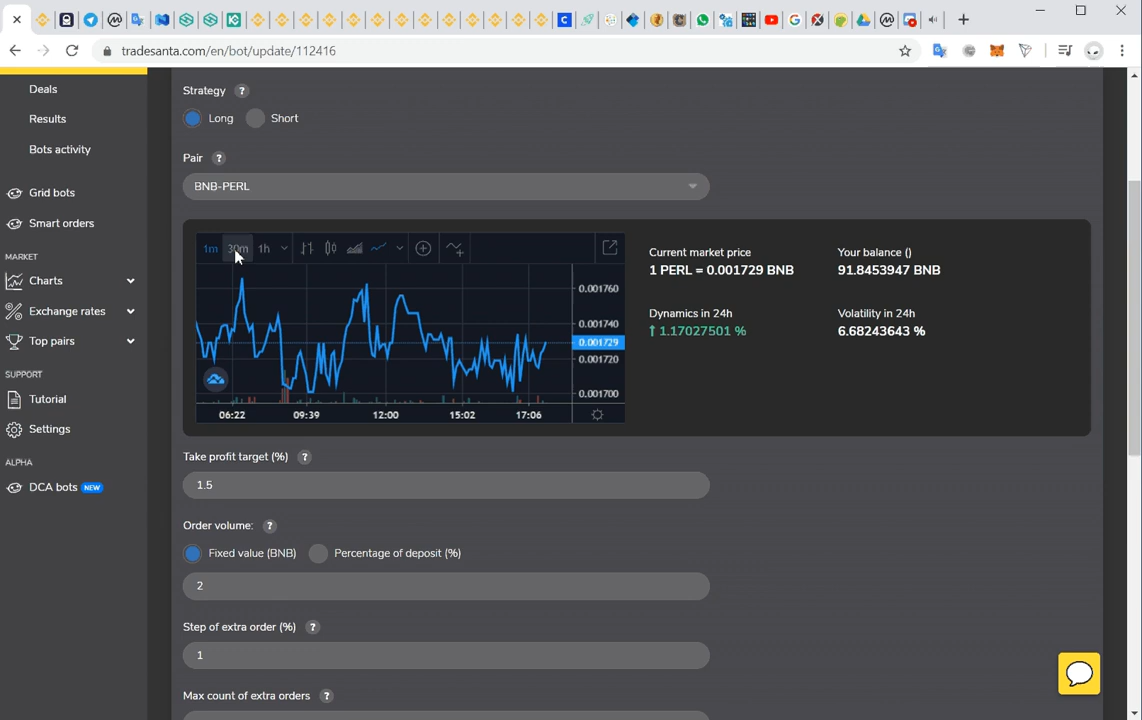 tradesanta.com/en/bot/update/112416
Deals
Results
Bots activity
Grid bots
Smart orders
MARKET
Charts
Exchange rates
Top pairs
SUPPORT
Tutorial
Settings
ALPHA
DCA bots NEW
Strategy ?
Long Short
Pair ?
BNB-PERL
1m 30m 1h
0.001760
0.001740
0.001729
0.001720
0.001700
06:22 09:39 12:00 15:02 17:06
Current market price
1 PERL = 0.001729 BNB
Your balance ()
91.8453947 BNB
Dynamics in 24h
↑ 1.17027501 %
Volatility in 24h
6.68243643 %
Take profit target (%) ?
1.5
Order volume: ?
Fixed value (BNB) Percentage of deposit (%)
2
Step of extra order (%) ?
1
Max count of extra orders ?